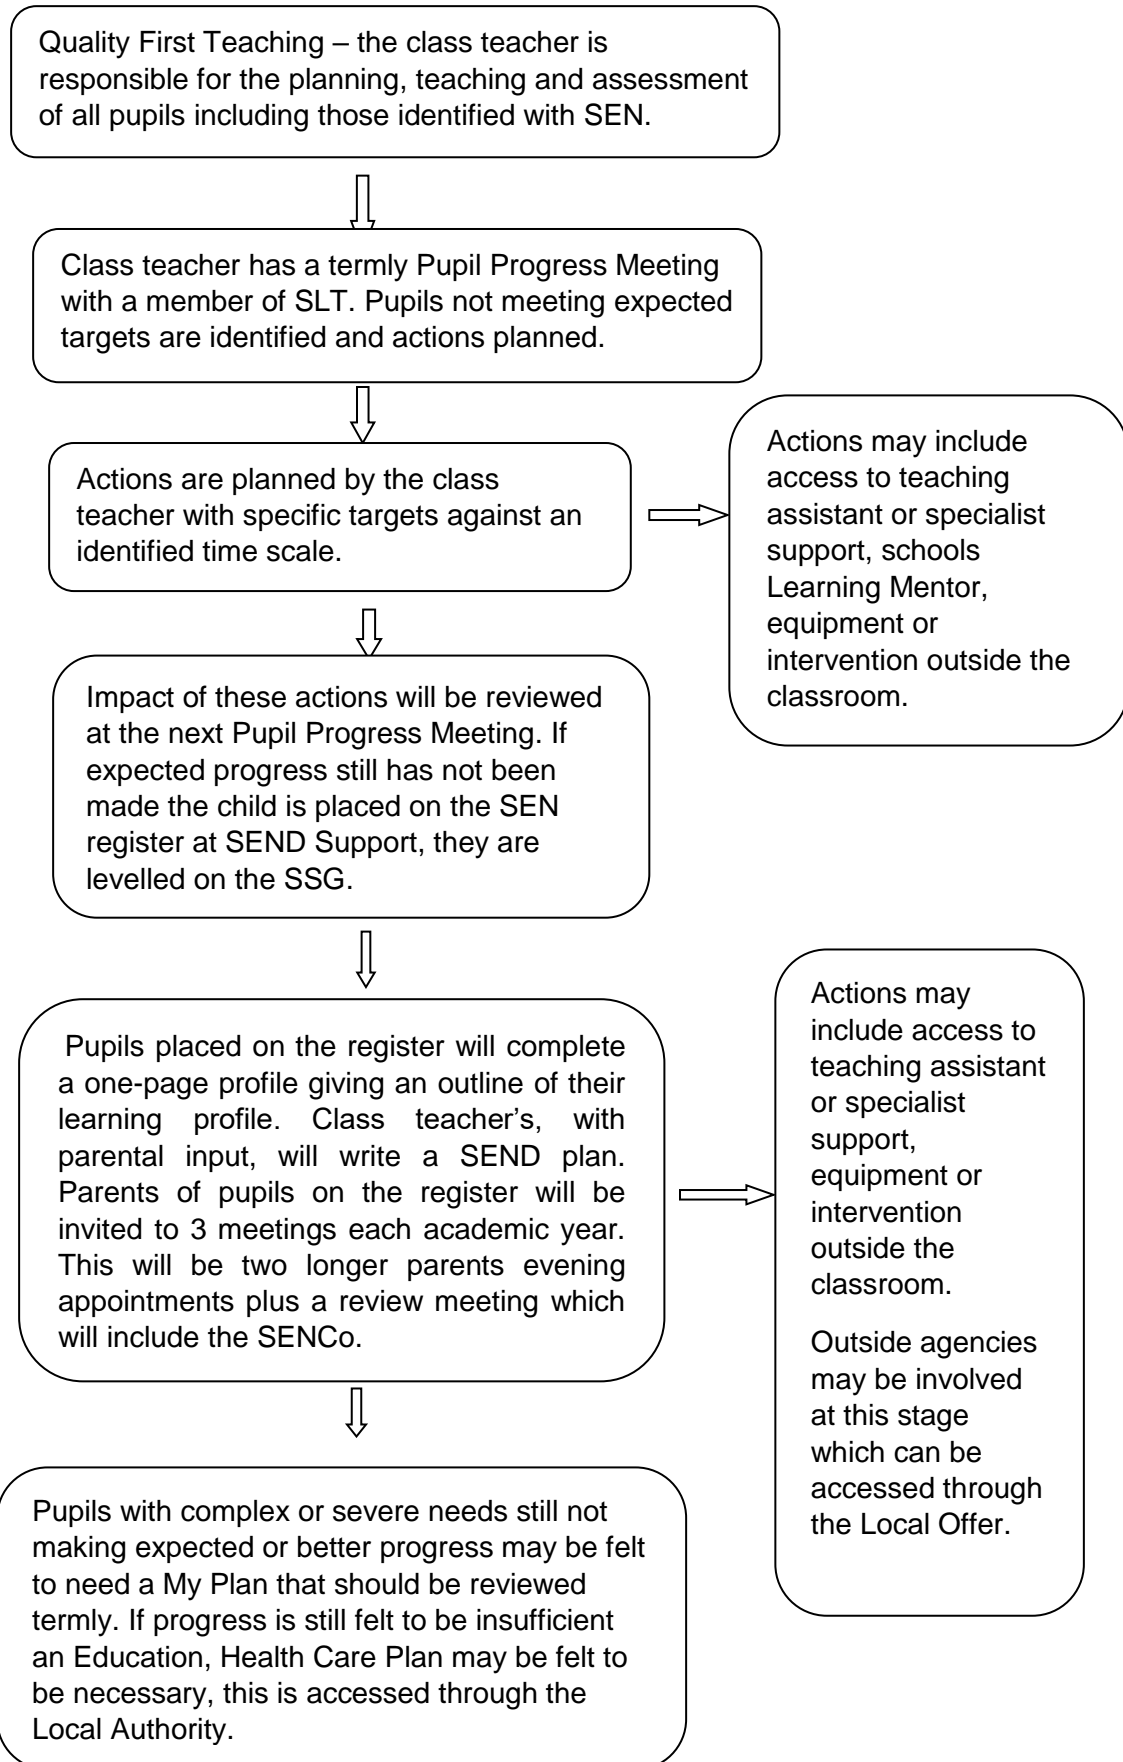 Quality First Teaching – the class teacher is
responsible for the planning, teaching and assessment
of all pupils including those identified with SEN.
Class teacher has a termly Pupil Progress Meeting
with a member of SLT. Pupils not meeting expected
targets are identified and actions planned.
Actions are planned by the class
teacher with specific targets against an
identified time scale.
Actions may include
access to teaching
assistant or specialist
support, schools
Learning Mentor,
equipment or
intervention outside the
classroom.
Impact of these actions will be reviewed
at the next Pupil Progress Meeting. If
expected progress still has not been
made the child is placed on the SEN
register at SEND Support, they are
levelled on the SSG.
Pupils placed on the register will complete
a one-page profile giving an outline of their
learning profile. Class teacher’s, with
parental input, will write a SEND plan.
Parents of pupils on the register will be
invited to 3 meetings each academic year.
This will be two longer parents evening
appointments plus a review meeting which
will include the SENCo.
Actions may
include access to
teaching assistant
or specialist
support,
equipment or
intervention
outside the
classroom.
Outside agencies
may be involved
at this stage
which can be
accessed through
the Local Offer.
Pupils with complex or severe needs still not
making expected or better progress may be felt
to need a My Plan that should be reviewed
termly. If progress is still felt to be insufficient
an Education, Health Care Plan may be felt to
be necessary, this is accessed through the
Local Authority.